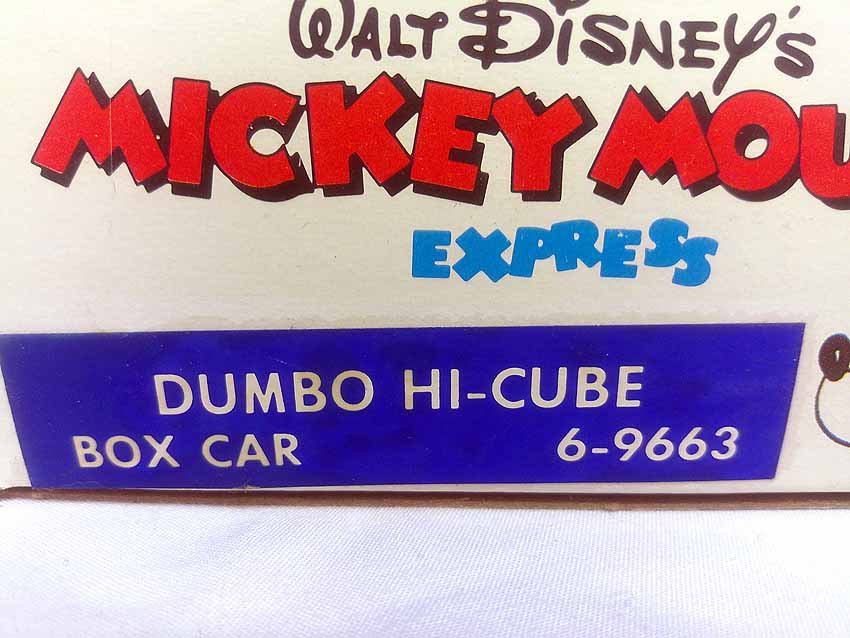 WALT DISNEY'S
MICKEY MOU
EXPRESS
DUMBO HI-CUBE
BOX CAR 6-9663